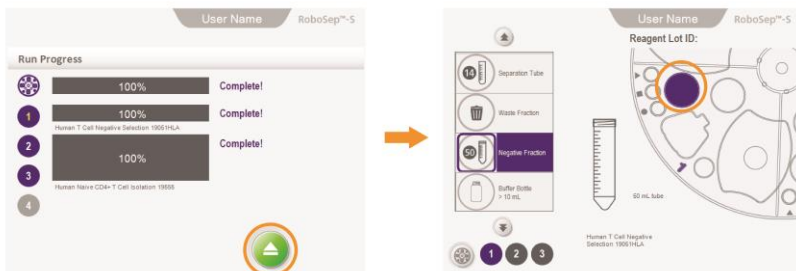 User Name
RoboSep™-S
Run Progress
100%
Complete!
1
100%
Complete!
Human T Cell Negative Selection 19051HLA
2
100%
Complete!
3
Human Naive CD4+ T Cell Isolation 19555
4
User Name
RoboSep™-S
Reagent Lot ID:
14
Separation Tube
Waste Fraction
50
Negative Fraction
Buffer Bottle
> 10 mL
50 mL tube
Human T Cell Negative
Selection 19051HLA
1
2
3